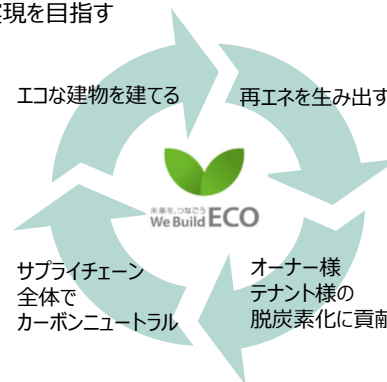 実現を目指す
エコな建物を建てる
再エネを生み出す
未来を、つなごう
We Build ECO
サプライチェーン
全体で
カーボンニュートラル
オーナー様
テナント様の
脱炭素化に貢献